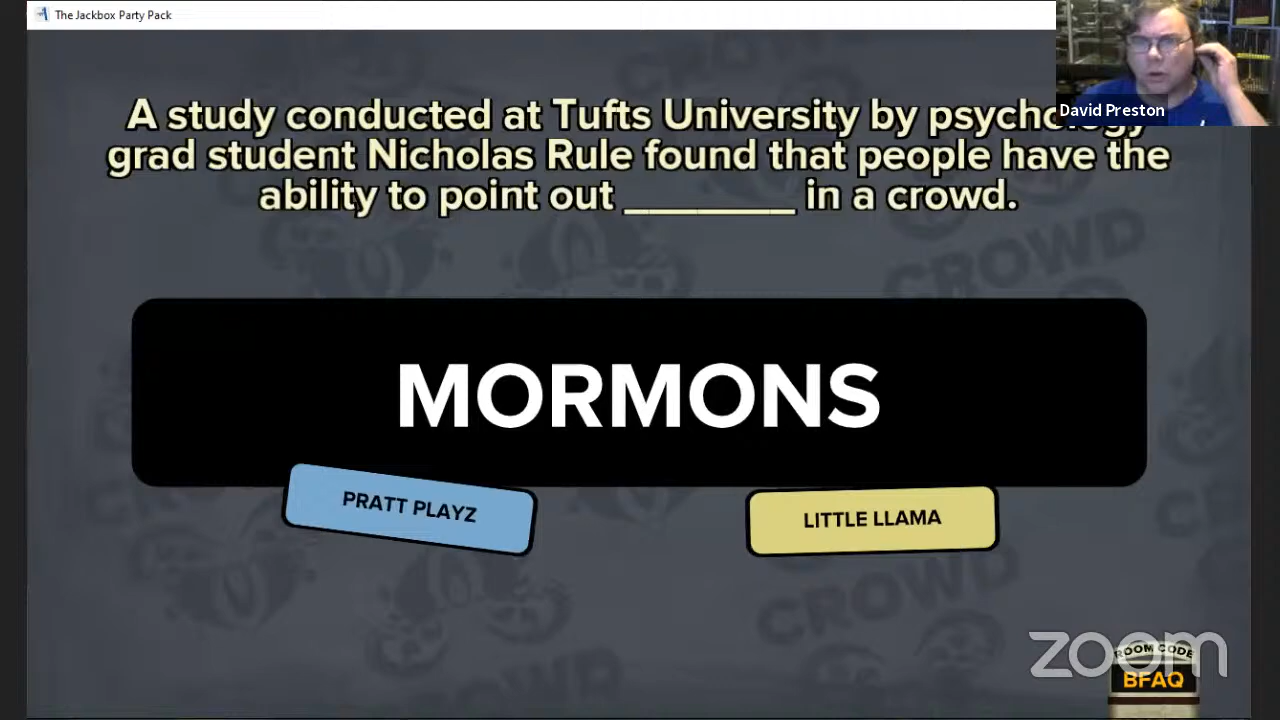 The Jackbox Party Pack
David Preston
A study conducted at Tufts University by psychology
grad student Nicholas Rule found that people have the
ability to point out _______ in a crowd.
MORMONS
PRATT PLAYZ
LITTLE LLAMA
zoom
ROOM CODE
BFAQ